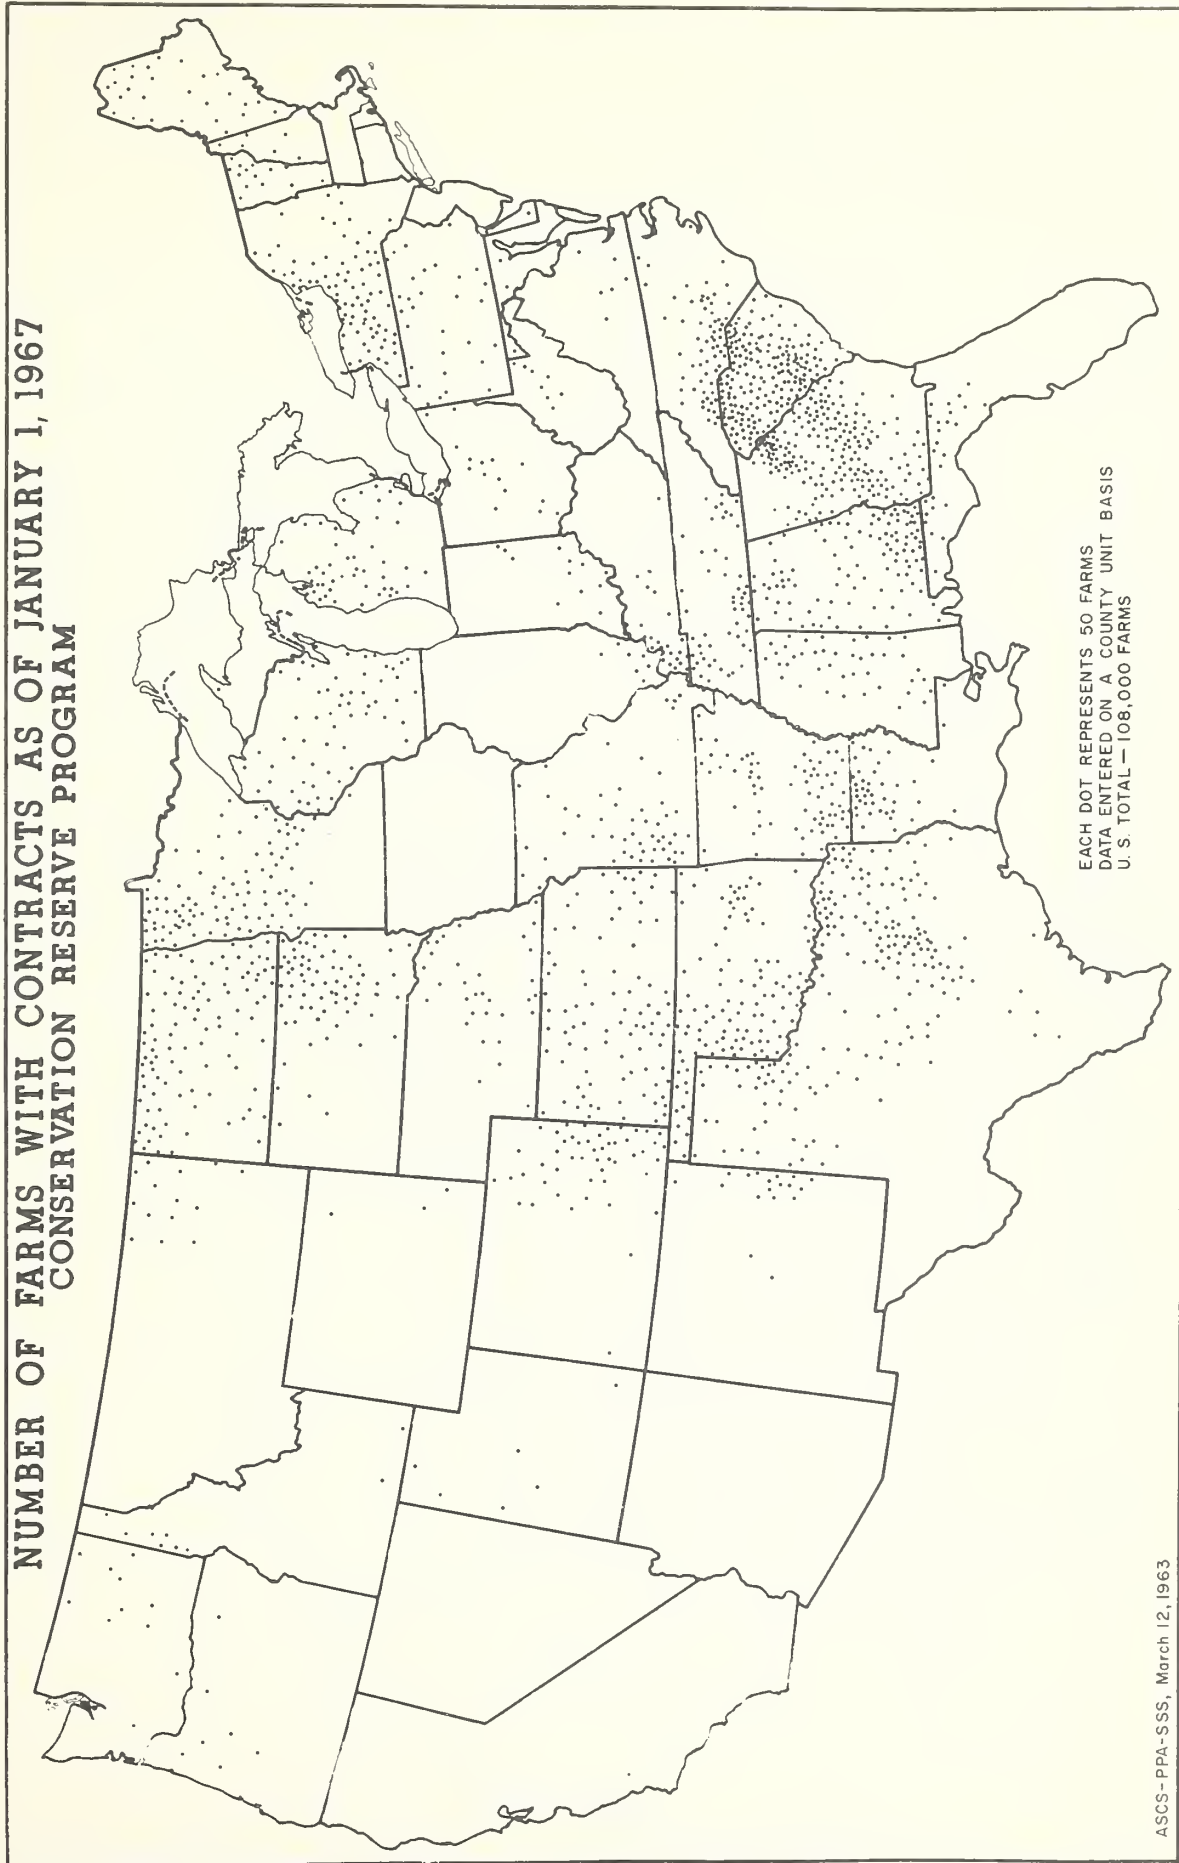 NUMBER OF FARMS WITH CONTRACTS AS OF JANUARY 1, 1967
CONSERVATION RESERVE PROGRAM
EACH DOT REPRESENTS 50 FARMS
DATA ENTERED ON A COUNTY UNIT BASIS
U. S. TOTAL—108,000 FARMS
ASCS-PPA-SSS, March 12, 1963